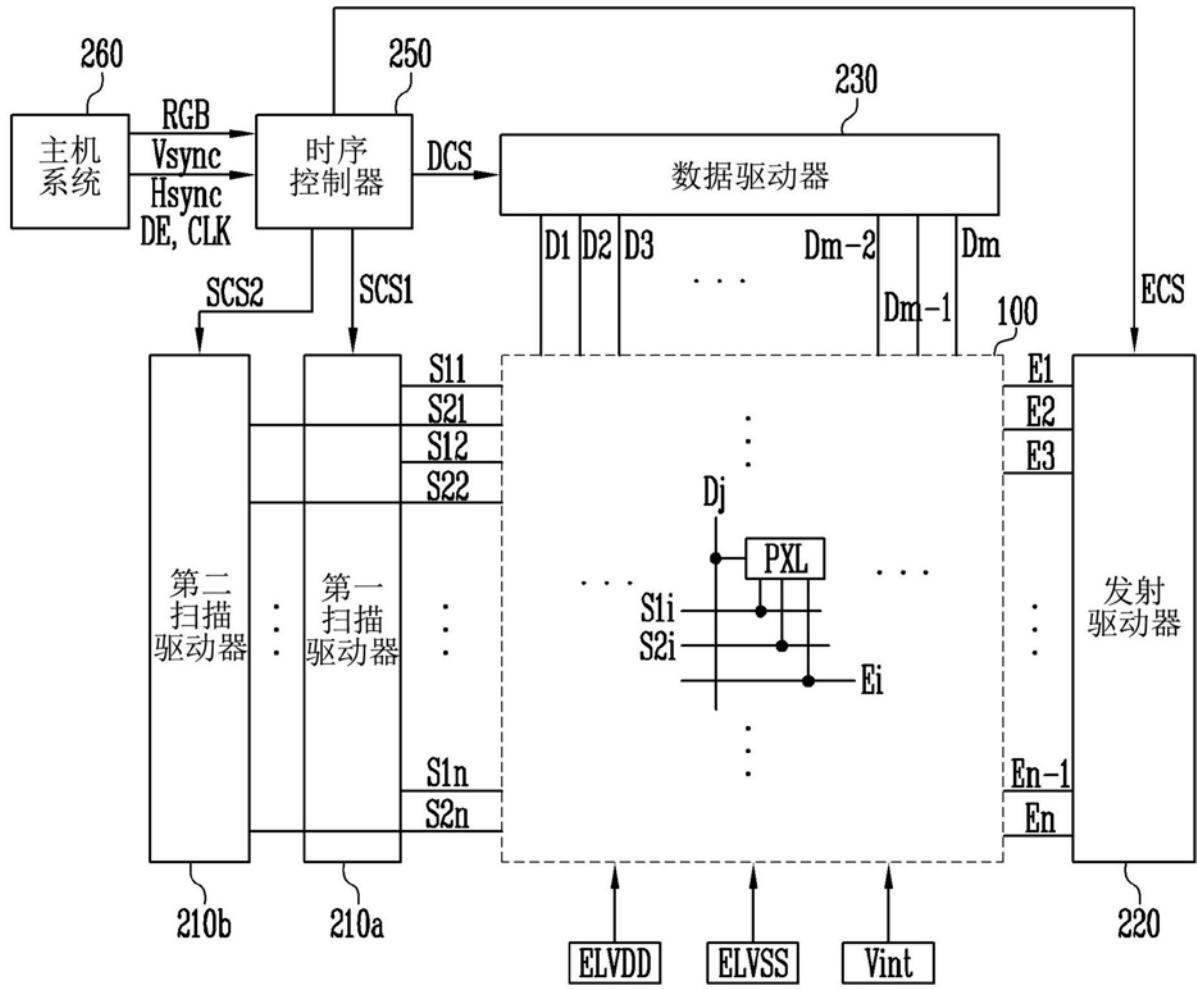 260
250
230
主机
系统
RGB
Vsync
Hsync
DE, CLK
时序
控制器
DCS
数据驱动器
D1
D2
D3
. . .
Dm-2
Dm-1
Dm
SCS2
SCS1
ECS
100
S11
S21
S12
S22
S1n
S2n
第二
扫描
驱动器
第一
扫描
驱动器
Dj
PXL
S1i
S2i
Ei
E1
E2
E3
En-1
En
发射
驱动器
210b
210a
220
ELVDD
ELVSS
Vint